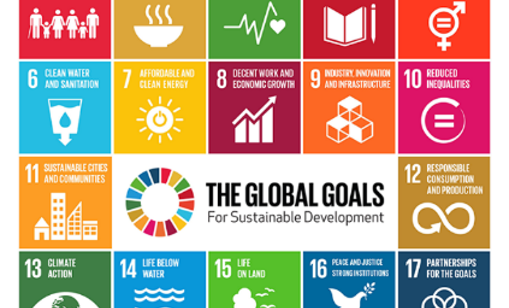 6 CLEAN WATER
AND SANITATION
7 AFFORDABLE AND
CLEAN ENERGY
8 DECENT WORK AND
ECONOMIC GROWTH
9 INDUSTRY, INNOVATION
AND INFRASTRUCTURE
10 REDUCED
INEQUALITIES
11 SUSTAINABLE CITIES
AND COMMUNITIES
THE GLOBAL GOALS
For Sustainable Development
12 RESPONSIBLE
CONSUMPTION
AND PRODUCTION
13 CLIMATE
ACTION
14 LIFE BELOW
WATER
15 LIFE
ON LAND
16 PEACE AND JUSTICE
STRONG INSTITUTIONS
17 PARTNERSHIPS
FOR THE GOALS